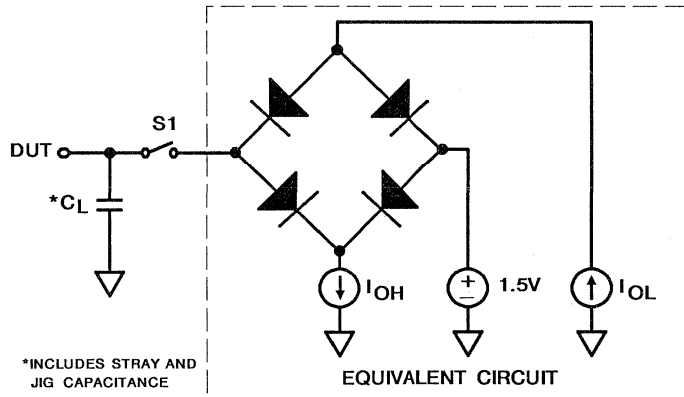 S1
DUT
*CL
IOH
+
−
1.5V
IOL
*INCLUDES STRAY AND
JIG CAPACITANCE
EQUIVALENT CIRCUIT